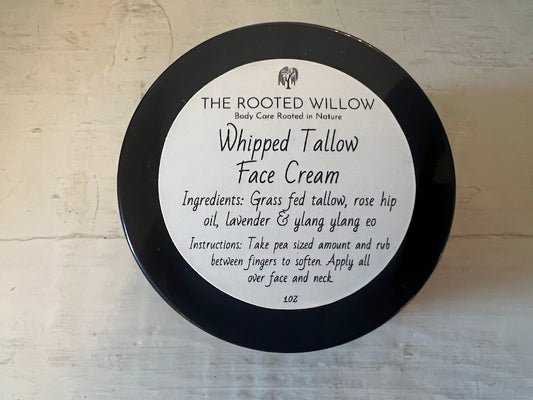 THE ROOTED WILLOW
Body Care Rooted in Nature
Whipped Tallow
Face Cream
Ingredients: Grass fed tallow, rose hip
oil, lavender & ylang ylang eo
Instructions: Take pea sized amount and rub
between fingers to soften. Apply all
over face and neck.
1oz